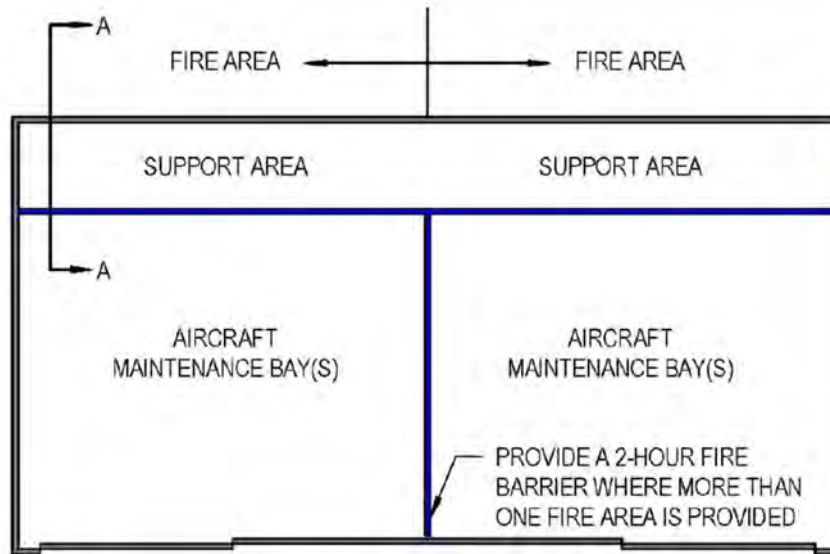 A
FIRE AREA
FIRE AREA
SUPPORT AREA
SUPPORT AREA
A
AIRCRAFT
MAINTENANCE BAY(S)
AIRCRAFT
MAINTENANCE BAY(S)
PROVIDE A 2-HOUR FIRE
BARRIER WHERE MORE THAN
ONE FIRE AREA IS PROVIDED